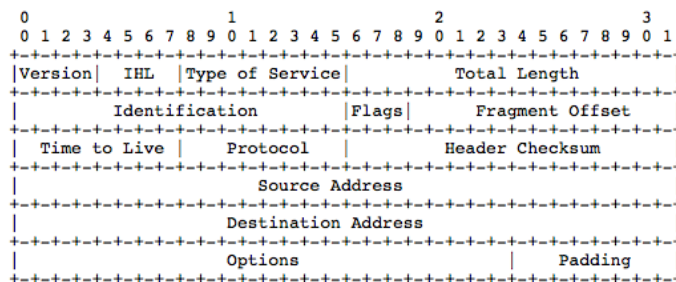 0                   1                   2                   3
0 1 2 3 4 5 6 7 8 9 0 1 2 3 4 5 6 7 8 9 0 1 2 3 4 5 6 7 8 9 0 1
+-+-+-+-+-+-+-+-+-+-+-+-+-+-+-+-+-+-+-+-+-+-+-+-+-+-+-+-+-+-+-+-
|Version|  IHL  |Type of Service|          Total Length
+-+-+-+-+-+-+-+-+-+-+-+-+-+-+-+-+-+-+-+-+-+-+-+-+-+-+-+-+-+-+-+-
|         Identification        |Flags|      Fragment Offset
+-+-+-+-+-+-+-+-+-+-+-+-+-+-+-+-+-+-+-+-+-+-+-+-+-+-+-+-+-+-+-+-
|  Time to Live |    Protocol   |         Header Checksum
+-+-+-+-+-+-+-+-+-+-+-+-+-+-+-+-+-+-+-+-+-+-+-+-+-+-+-+-+-+-+-+-
|                       Source Address
+-+-+-+-+-+-+-+-+-+-+-+-+-+-+-+-+-+-+-+-+-+-+-+-+-+-+-+-+-+-+-+-
|                    Destination Address
+-+-+-+-+-+-+-+-+-+-+-+-+-+-+-+-+-+-+-+-+-+-+-+-+-+-+-+-+-+-+-+-
|                    Options                    |    Padding
+-+-+-+-+-+-+-+-+-+-+-+-+-+-+-+-+-+-+-+-+-+-+-+-+-+-+-+-+-+-+-+-